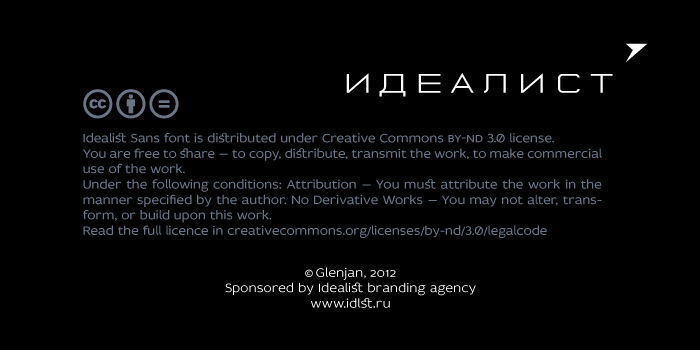 ИДЕАЛИСТ
cc
Idealist Sans font is distributed under Creative Commons BY-ND 3.0 license.
You are free to share — to copy, distribute, transmit the work, to make commercial
use of the work.
Under the following conditions: Attribution — You must attribute the work in the
manner specified by the author. No Derivative Works — You may not alter, trans-
form, or build upon this work.
Read the full licence in creativecommons.org/licenses/by-nd/3.0/legalcode
© Glenjan, 2012
Sponsored by Idealist branding agency
www.idlst.ru